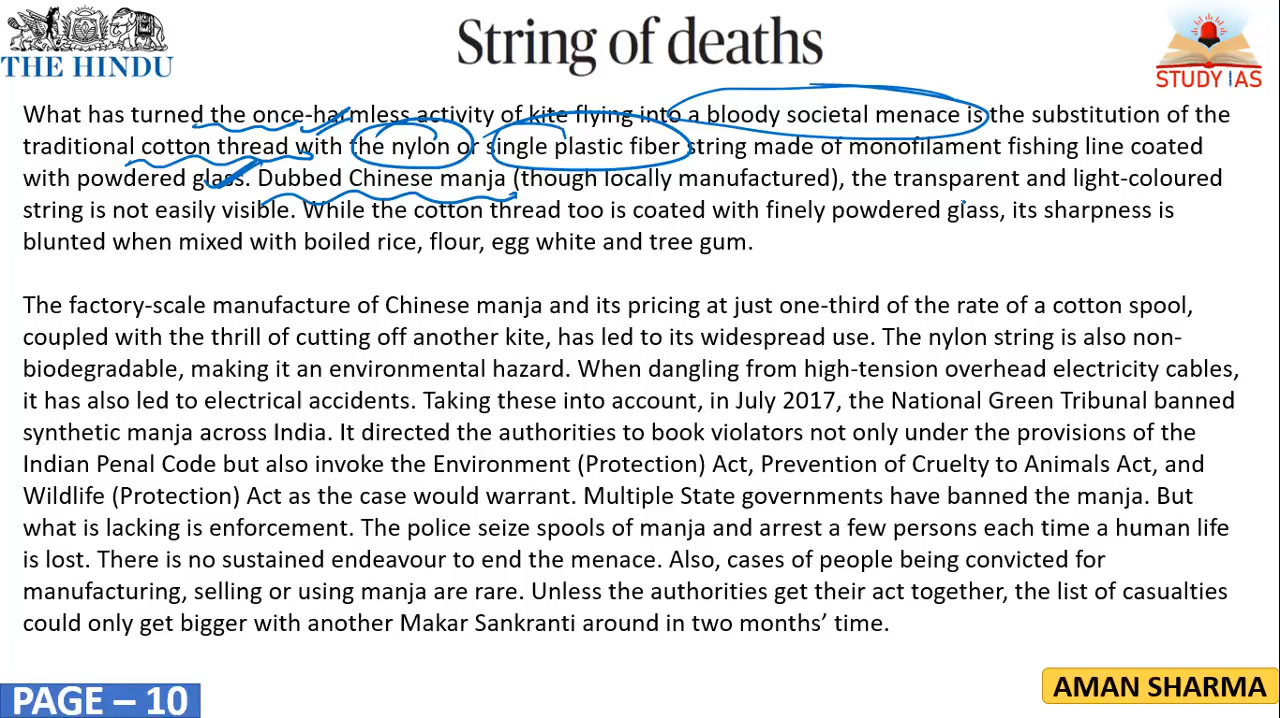 String of deaths
THE HINDU
STUDY IAS
What has turned the once-harmless activity of kite flying into a bloody societal menace is the substitution of the
traditional cotton thread with the nylon or single plastic fiber string made of monofilament fishing line coated
with powdered glass. Dubbed Chinese manja (though locally manufactured), the transparent and light-coloured
string is not easily visible. While the cotton thread too is coated with finely powdered glass, its sharpness is
blunted when mixed with boiled rice, flour, egg white and tree gum.
The factory-scale manufacture of Chinese manja and its pricing at just one-third of the rate of a cotton spool,
coupled with the thrill of cutting off another kite, has led to its widespread use. The nylon string is also non-
biodegradable, making it an environmental hazard. When dangling from high-tension overhead electricity cables,
it has also led to electrical accidents. Taking these into account, in July 2017, the National Green Tribunal banned
synthetic manja across India. It directed the authorities to book violators not only under the provisions of the
Indian Penal Code but also invoke the Environment (Protection) Act, Prevention of Cruelty to Animals Act, and
Wildlife (Protection) Act as the case would warrant. Multiple State governments have banned the manja. But
what is lacking is enforcement. The police seize spools of manja and arrest a few persons each time a human life
is lost. There is no sustained endeavour to end the menace. Also, cases of people being convicted for
manufacturing, selling or using manja are rare. Unless the authorities get their act together, the list of casualties
could only get bigger with another Makar Sankranti around in two months’ time.
PAGE – 10
AMAN SHARMA